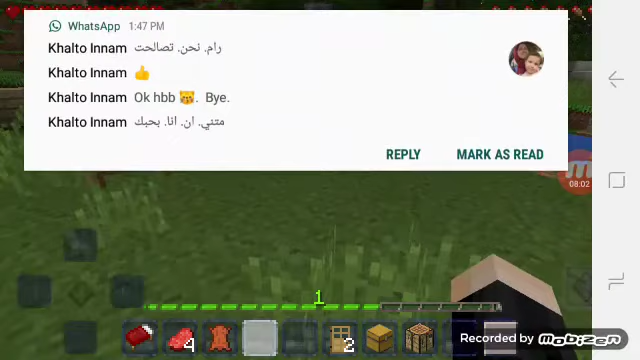 WhatsApp 1:47 PM
Khalto Innam رام. نحن. تصالحت
Khalto Innam 👍
Khalto Innam Ok hbb 😹. Bye.
Khalto Innam متني. ان. انا. بحبك
REPLY MARK AS READ
08:02
1
4 2
Recorded by MOBIZEN